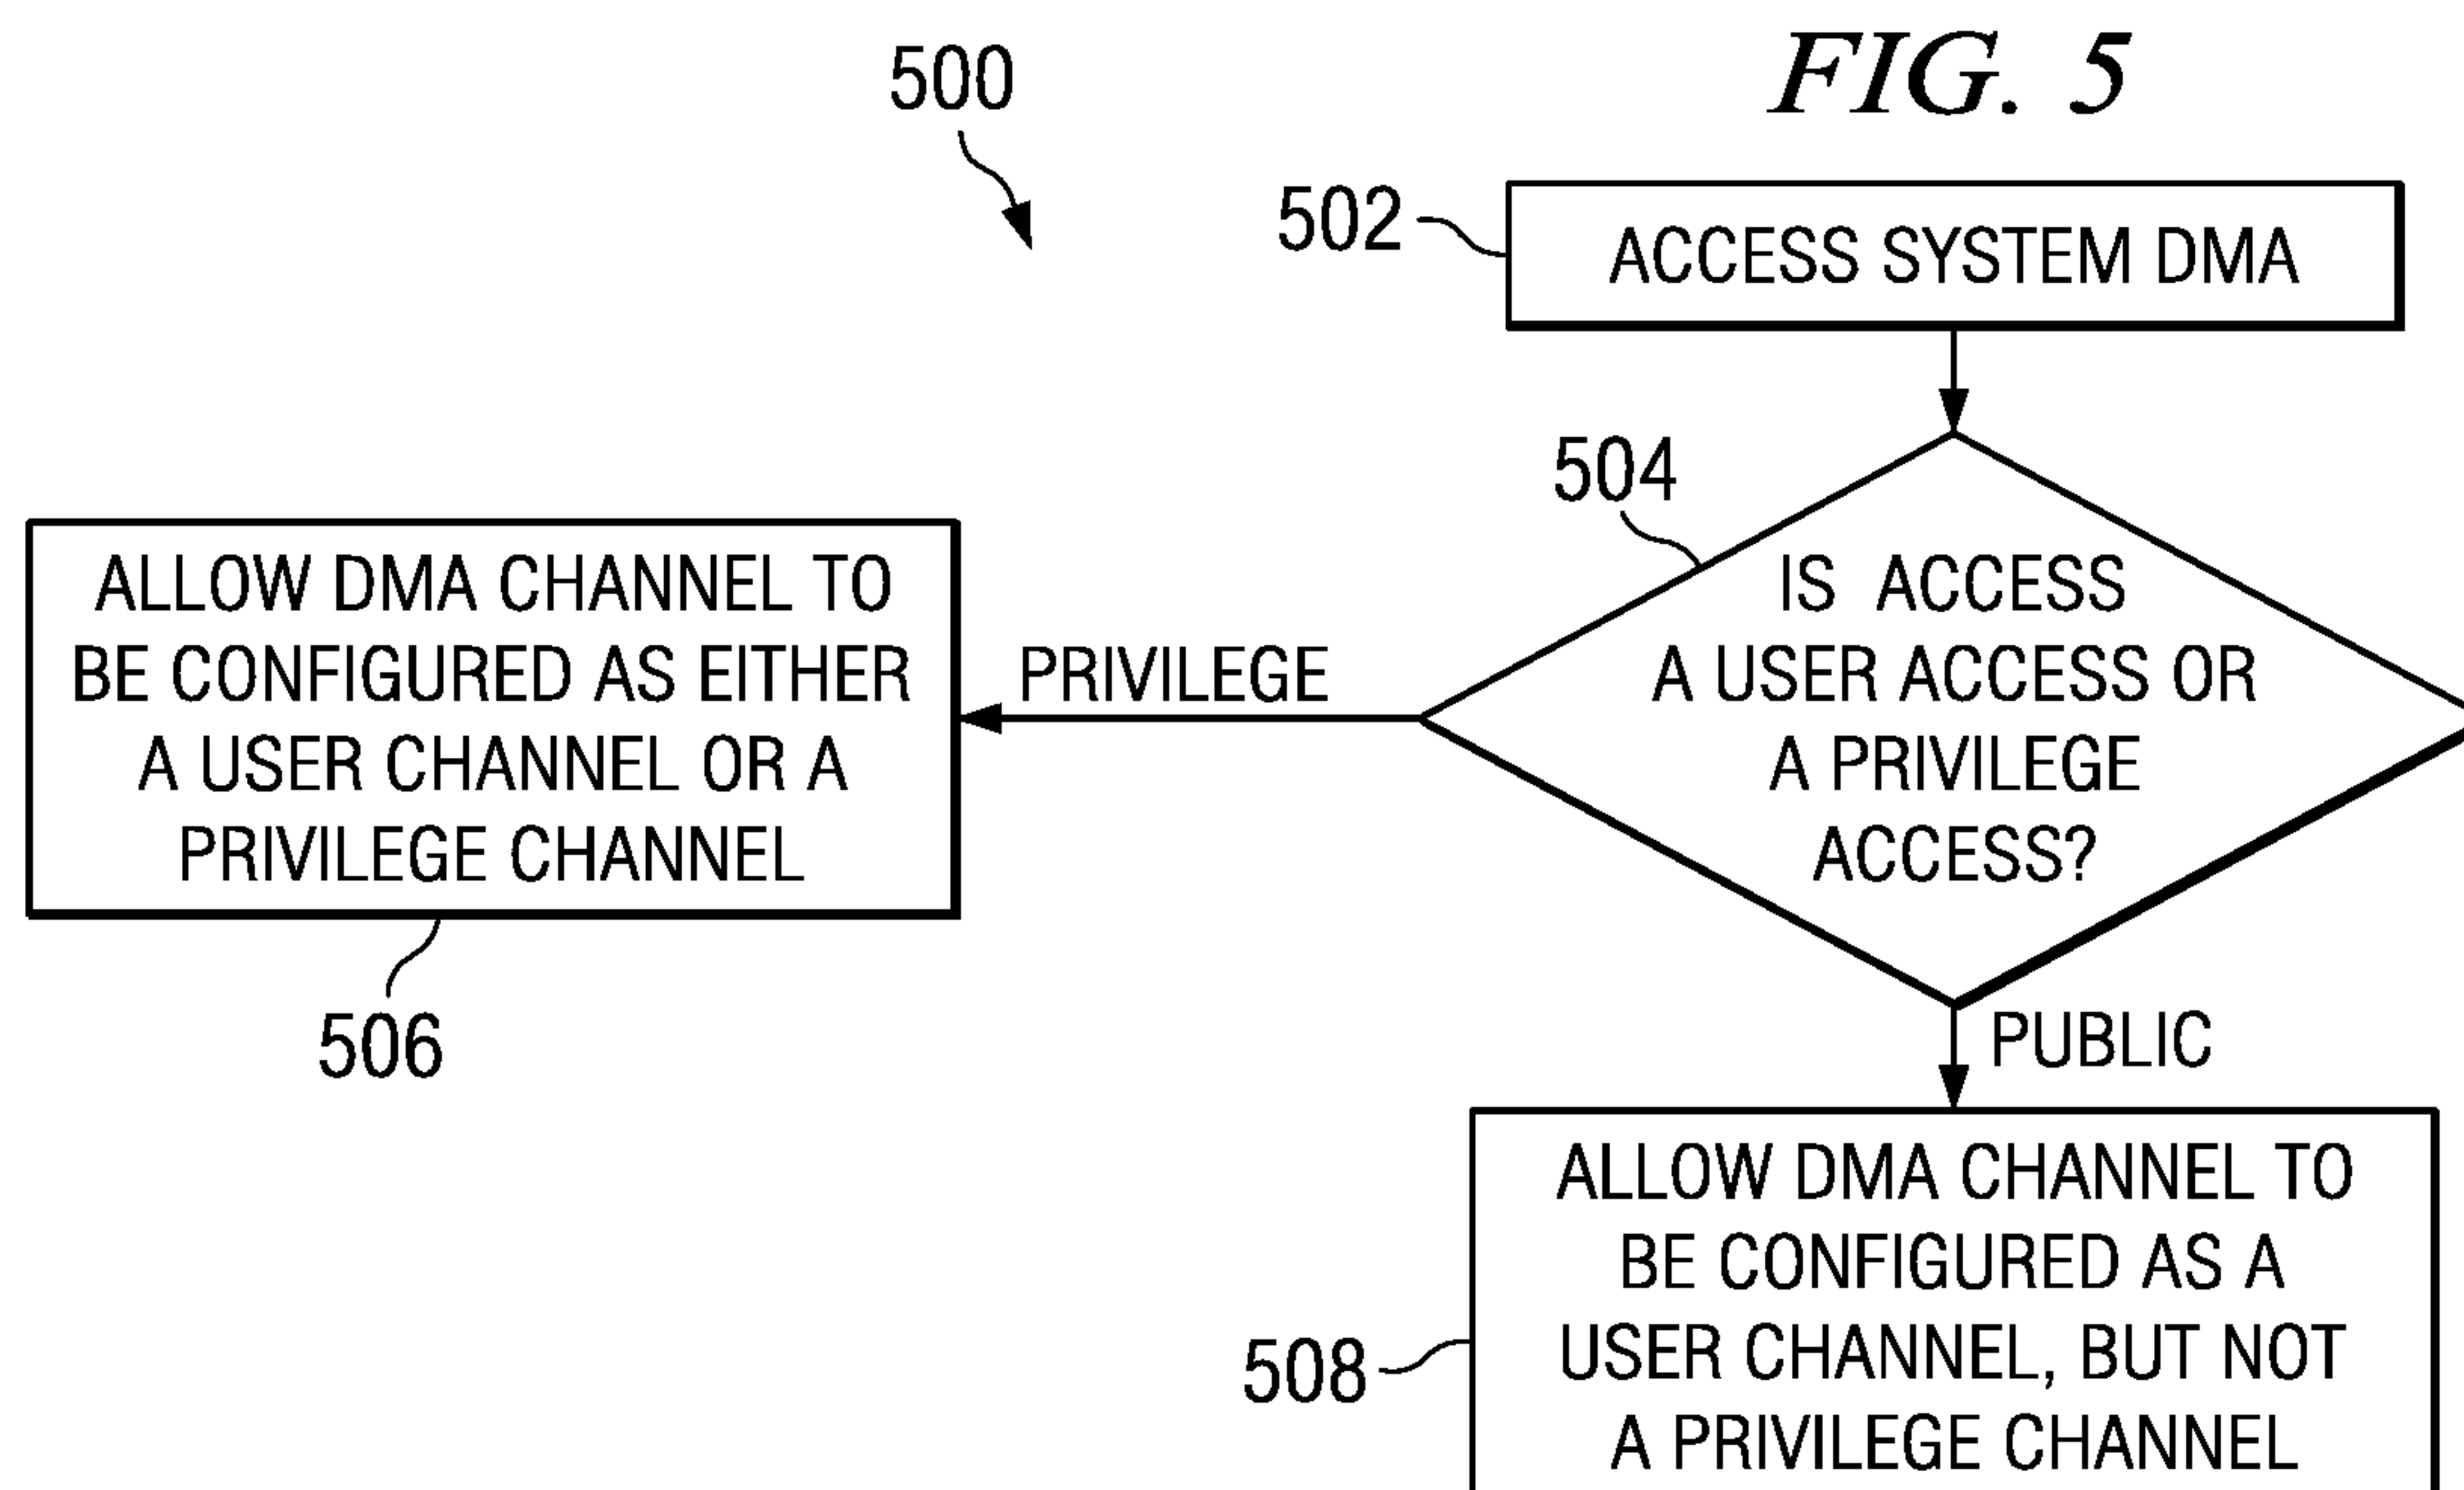 FIG. 5
500
502
ACCESS SYSTEM DMA
504
IS ACCESS
A USER ACCESS OR
A PRIVILEGE
ACCESS?
PRIVILEGE
ALLOW DMA CHANNEL TO
BE CONFIGURED AS EITHER
A USER CHANNEL OR A
PRIVILEGE CHANNEL
506
PUBLIC
ALLOW DMA CHANNEL TO
BE CONFIGURED AS A
USER CHANNEL, BUT NOT
A PRIVILEGE CHANNEL
508